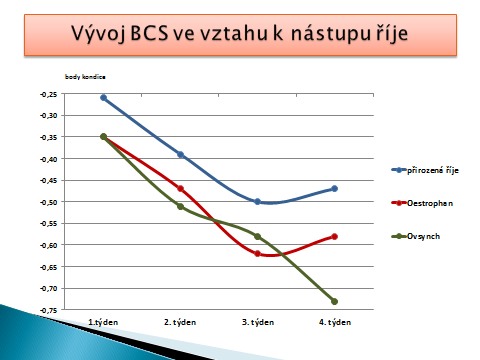 Vývoj BCS ve vztahu k nástupu říje
body kondice
-0,25
-0,30
-0,35
-0,40
-0,45
-0,50
-0,55
-0,60
-0,65
-0,70
-0,75
1.týden 2. týden 3. týden 4. týden
přirozená říje
Oestrophan
Ovsynch